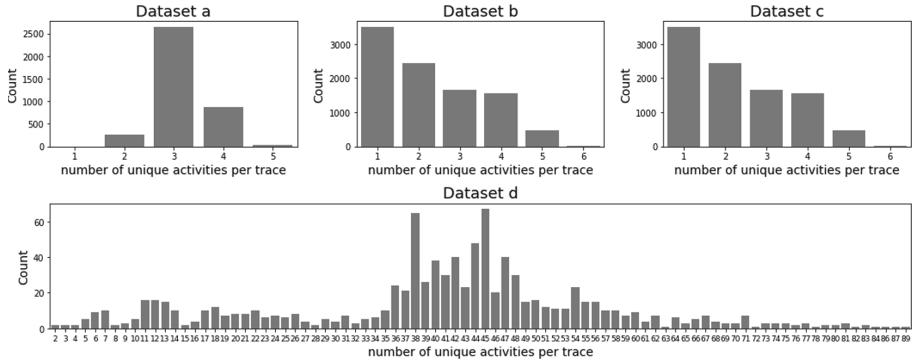 Dataset a
2500
2000
1500
1000
500
0
Count
1 2 3 4 5
number of unique activities per trace
Dataset b
3000
2000
1000
0
Count
1 2 3 4 5 6
number of unique activities per trace
Dataset c
3000
2000
1000
0
Count
1 2 3 4 5 6
number of unique activities per trace
Dataset d
60
40
20
0
Count
2 3 4 5 6 7 8 9 10 11 12 13 14 15 16 17 18 19 20 21 22 23 24 25 26 27 28 29 30 31 32 33 34 35 36 37 38 39 40 41 42 43 44 45 46 47 48 49 50 51 52 53 54 55 56 57 58 59 60 61 62 63 64 65 66 67 68 69 70 71 72 73 74 75 76 77 78 79 80 81 82 83 84 86 87 89
number of unique activities per trace